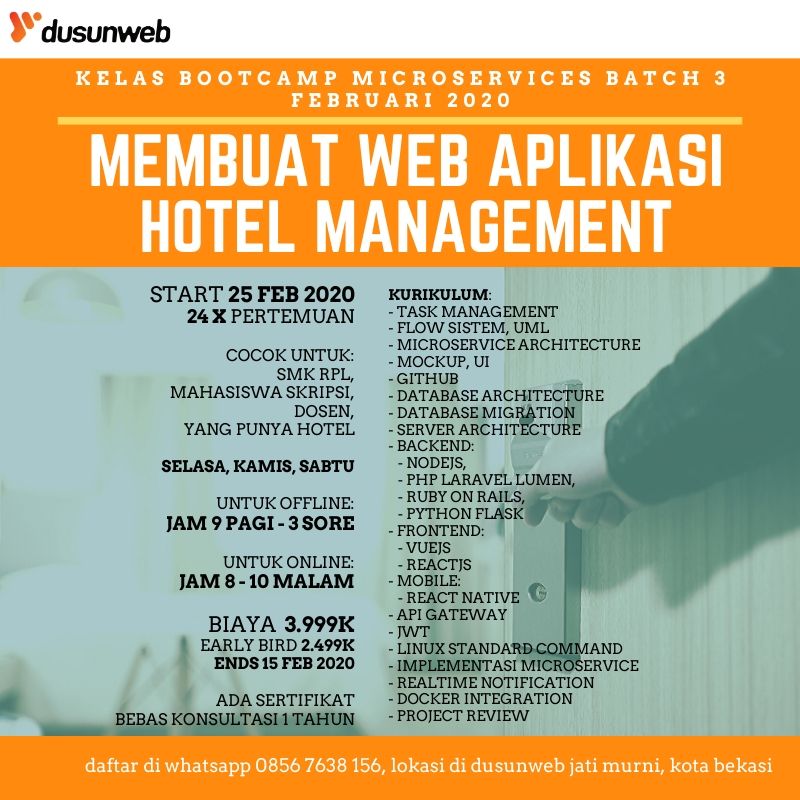 dusunweb
KELAS BOOTCAMP MICROSERVICES BATCH 3
FEBRUARI 2020
MEMBUAT WEB APLIKASI
HOTEL MANAGEMENT
START 25 FEB 2020
24 X PERTEMUAN
COCOK UNTUK:
SMK RPL,
MAHASISWA SKRIPSI,
DOSEN,
YANG PUNYA HOTEL
SELASA, KAMIS, SABTU
UNTUK OFFLINE:
JAM 9 PAGI - 3 SORE
UNTUK ONLINE:
JAM 8 - 10 MALAM
BIAYA 3.999K
EARLY BIRD 2.499K
ENDS 15 FEB 2020
ADA SERTIFIKAT
BEBAS KONSULTASI 1 TAHUN
KURIKULUM:
- TASK MANAGEMENT
- FLOW SISTEM, UML
- MICROSERVICE ARCHITECTURE
- MOCKUP, UI
- GITHUB
- DATABASE ARCHITECTURE
- DATABASE MIGRATION
- SERVER ARCHITECTURE
- BACKEND:
- NODEJS,
- PHP LARAVEL LUMEN,
- RUBY ON RAILS,
- PYTHON FLASK
- FRONTEND:
- VUEJS
- REACTJS
- MOBILE:
- REACT NATIVE
- API GATEWAY
- JWT
- LINUX STANDARD COMMAND
- IMPLEMENTASI MICROSERVICE
- REALTIME NOTIFICATION
- DOCKER INTEGRATION
- PROJECT REVIEW
daftar di whatsapp 0856 7638 156, lokasi di dusunweb jati murni, kota bekasi